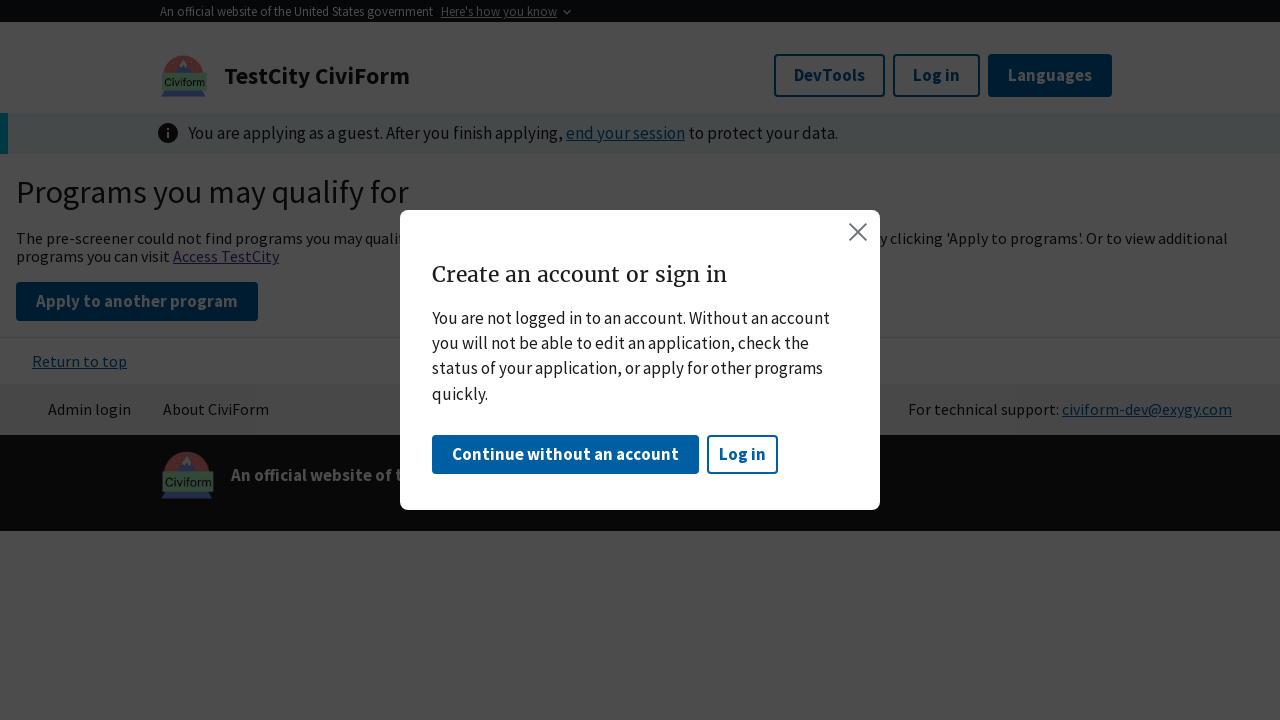 An official website of the United States government Here's how you know
Civiform
TestCity CiviForm
DevTools
Log in
Languages
You are applying as a guest. After you finish applying, end your session to protect your data.
Programs you may qualify for
The pre-screener could not find programs you may qualif
y clicking 'Apply to programs'. Or to view additional
programs you can visit Access TestCity
Apply to another program
Create an account or sign in
You are not logged in to an account. Without an account
you will not be able to edit an application, check the
status of your application, or apply for other programs
quickly.
Continue without an account
Log in
Return to top
Admin login
About CiviForm
For technical support: civiform-dev@exygy.com
Civiform
An official website of t